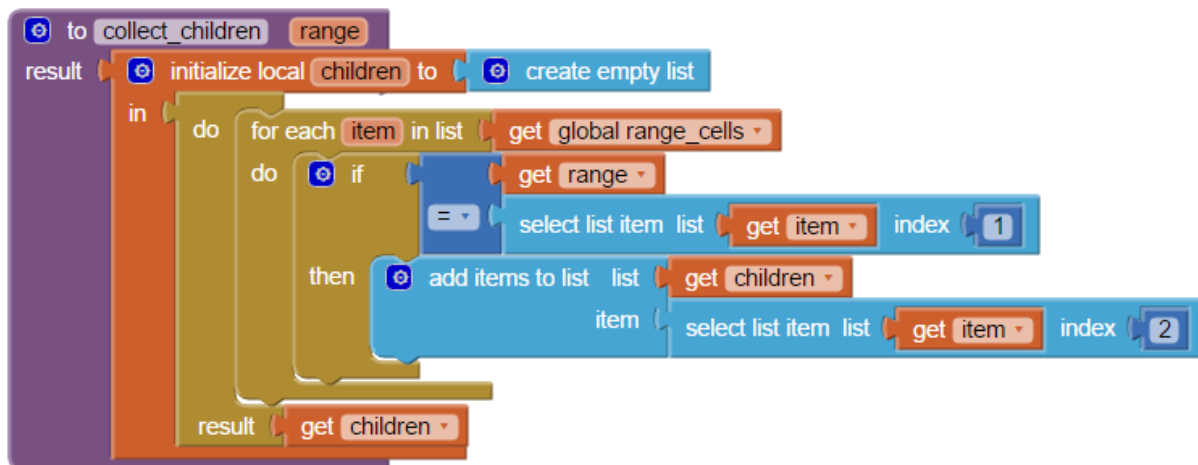 to collect_children range
result initialize local children to create empty list
in
do for each item in list get global range_cells
do if get range
= select list item list get item index 1
then add items to list list get children
item select list item list get item index 2
result get children